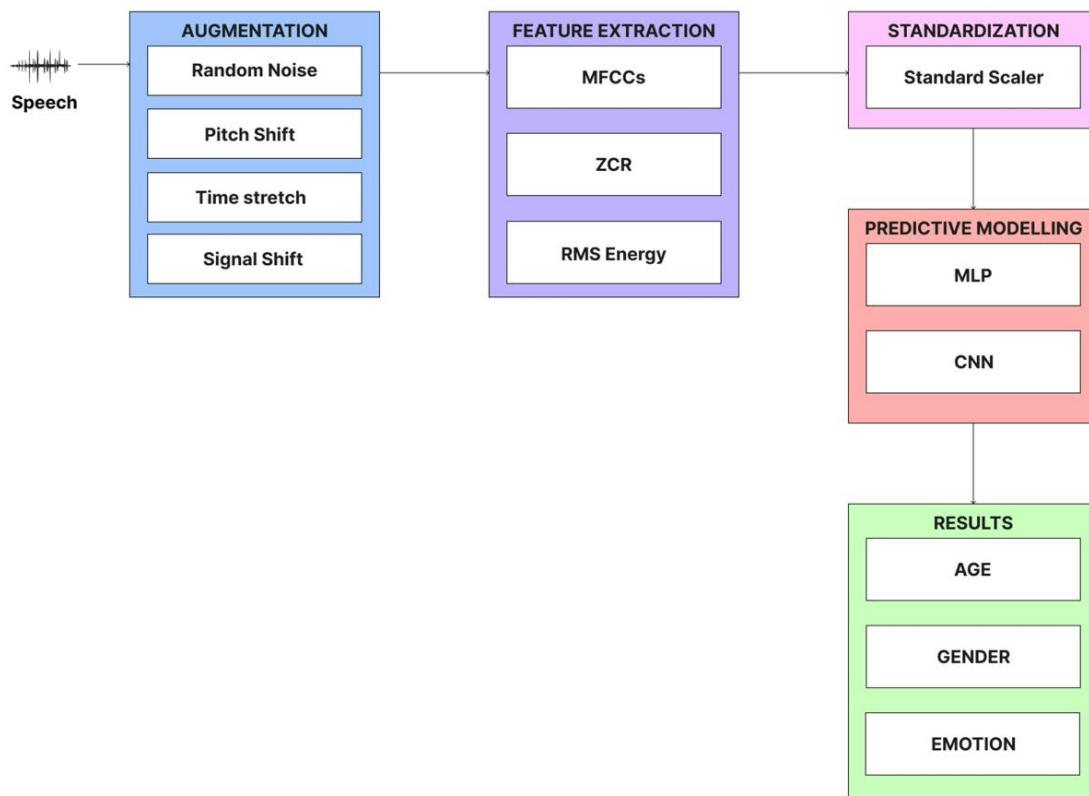 Speech
AUGMENTATION
Random Noise
Pitch Shift
Time stretch
Signal Shift
FEATURE EXTRACTION
MFCCs
ZCR
RMS Energy
STANDARDIZATION
Standard Scaler
PREDICTIVE MODELLING
MLP
CNN
RESULTS
AGE
GENDER
EMOTION